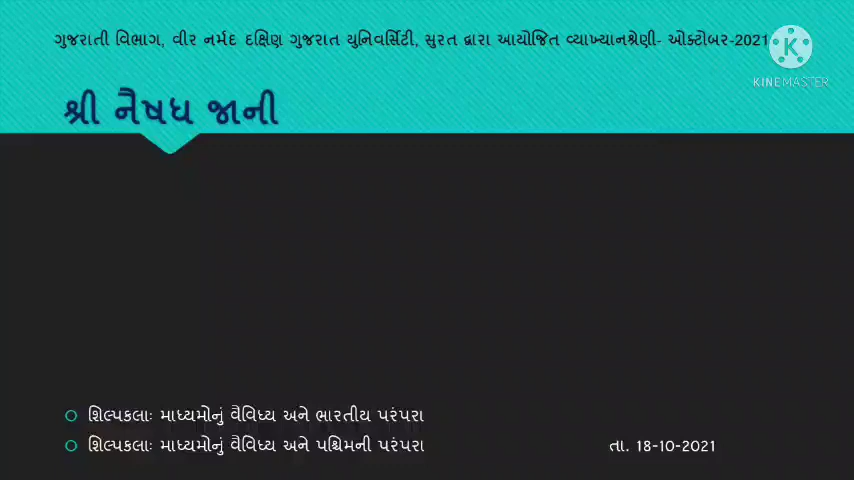 ગુજરાતી વિભાગ, વીર નર્મદ દક્ષિણ ગુજરાત યુનિવર્સિટી, સુરત દ્વારા આયોજિત વ્યાખ્યાનશ્રેણી- ઓક્ટોબર-2021
KINEMASTER
શ્રી નૈષધ જાની
શિલ્પકલાઃ માધ્યમોનું વૈવિધ્ય અને ભારતીય પરંપરા
શિલ્પકલાઃ માધ્યમોનું વૈવિધ્ય અને પશ્ચિમની પરંપરા તા. 18-10-2021